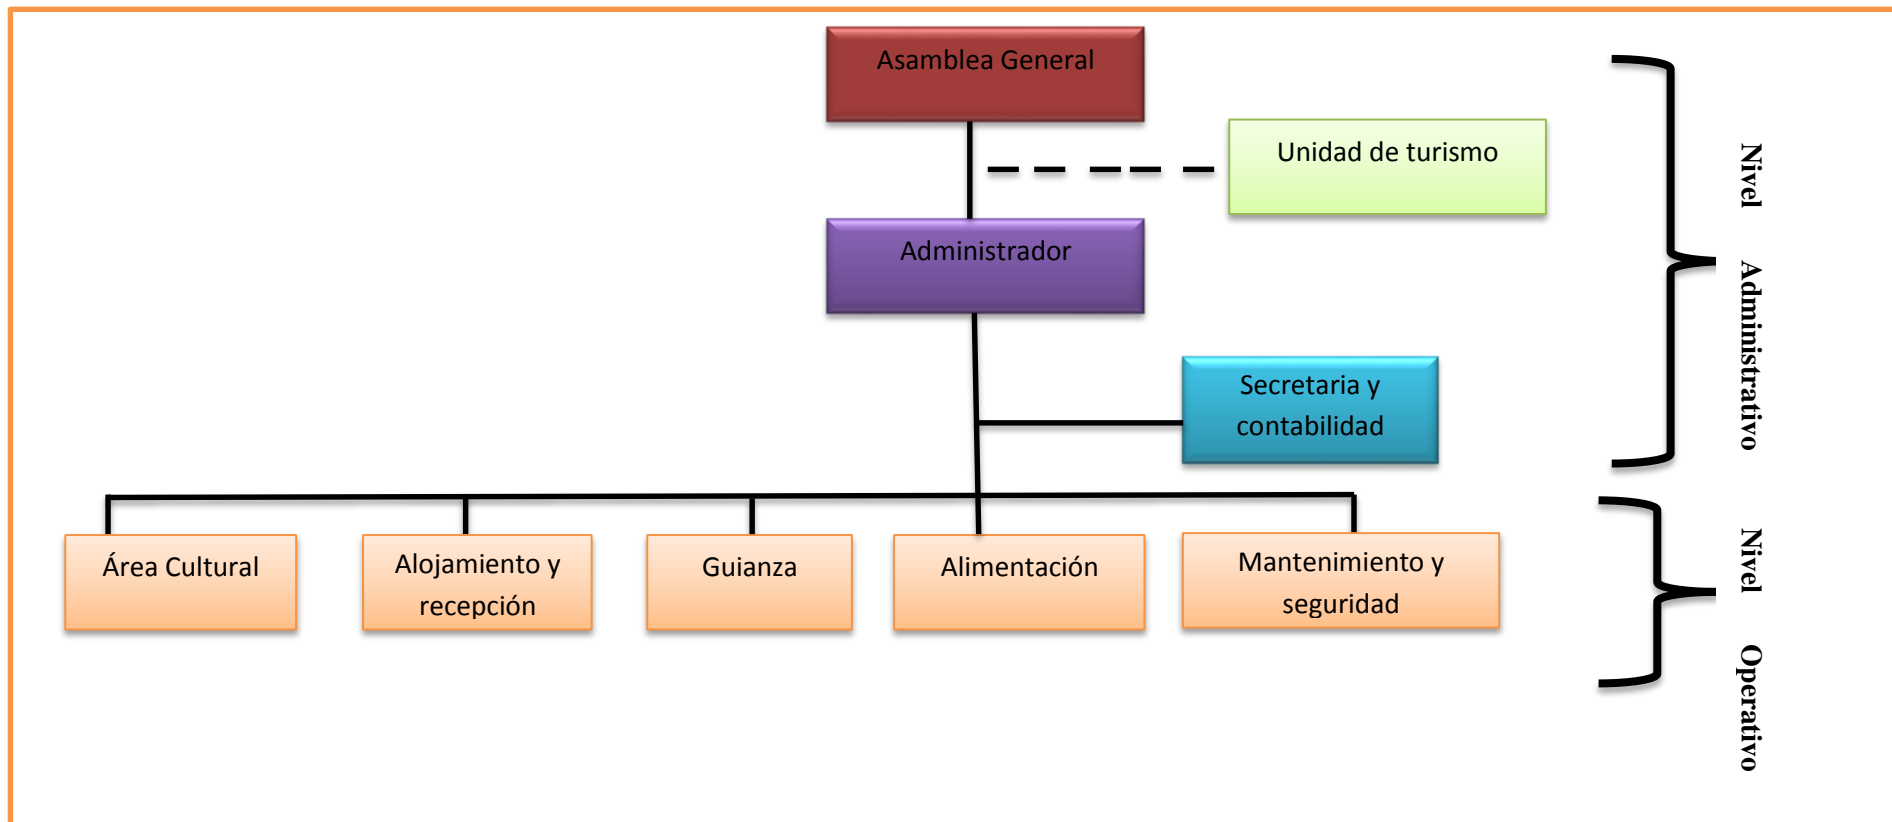 Asamblea General
Unidad de turismo
Administrador
Secretaria y
contabilidad
Nivel Administrativo
Área Cultural
Alojamiento y
recepción
Guianza
Alimentación
Mantenimiento y
seguridad
Nivel Operativo